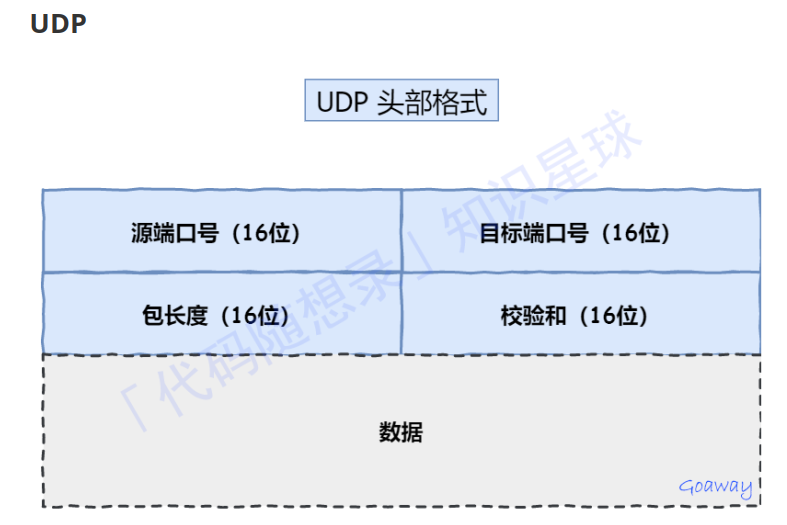 UDP
UDP 头部格式
源端口号（16位）
目标端口号（16位）
包长度（16位）
校验和（16位）
数据
「代码随想录」知识星球
Goaway